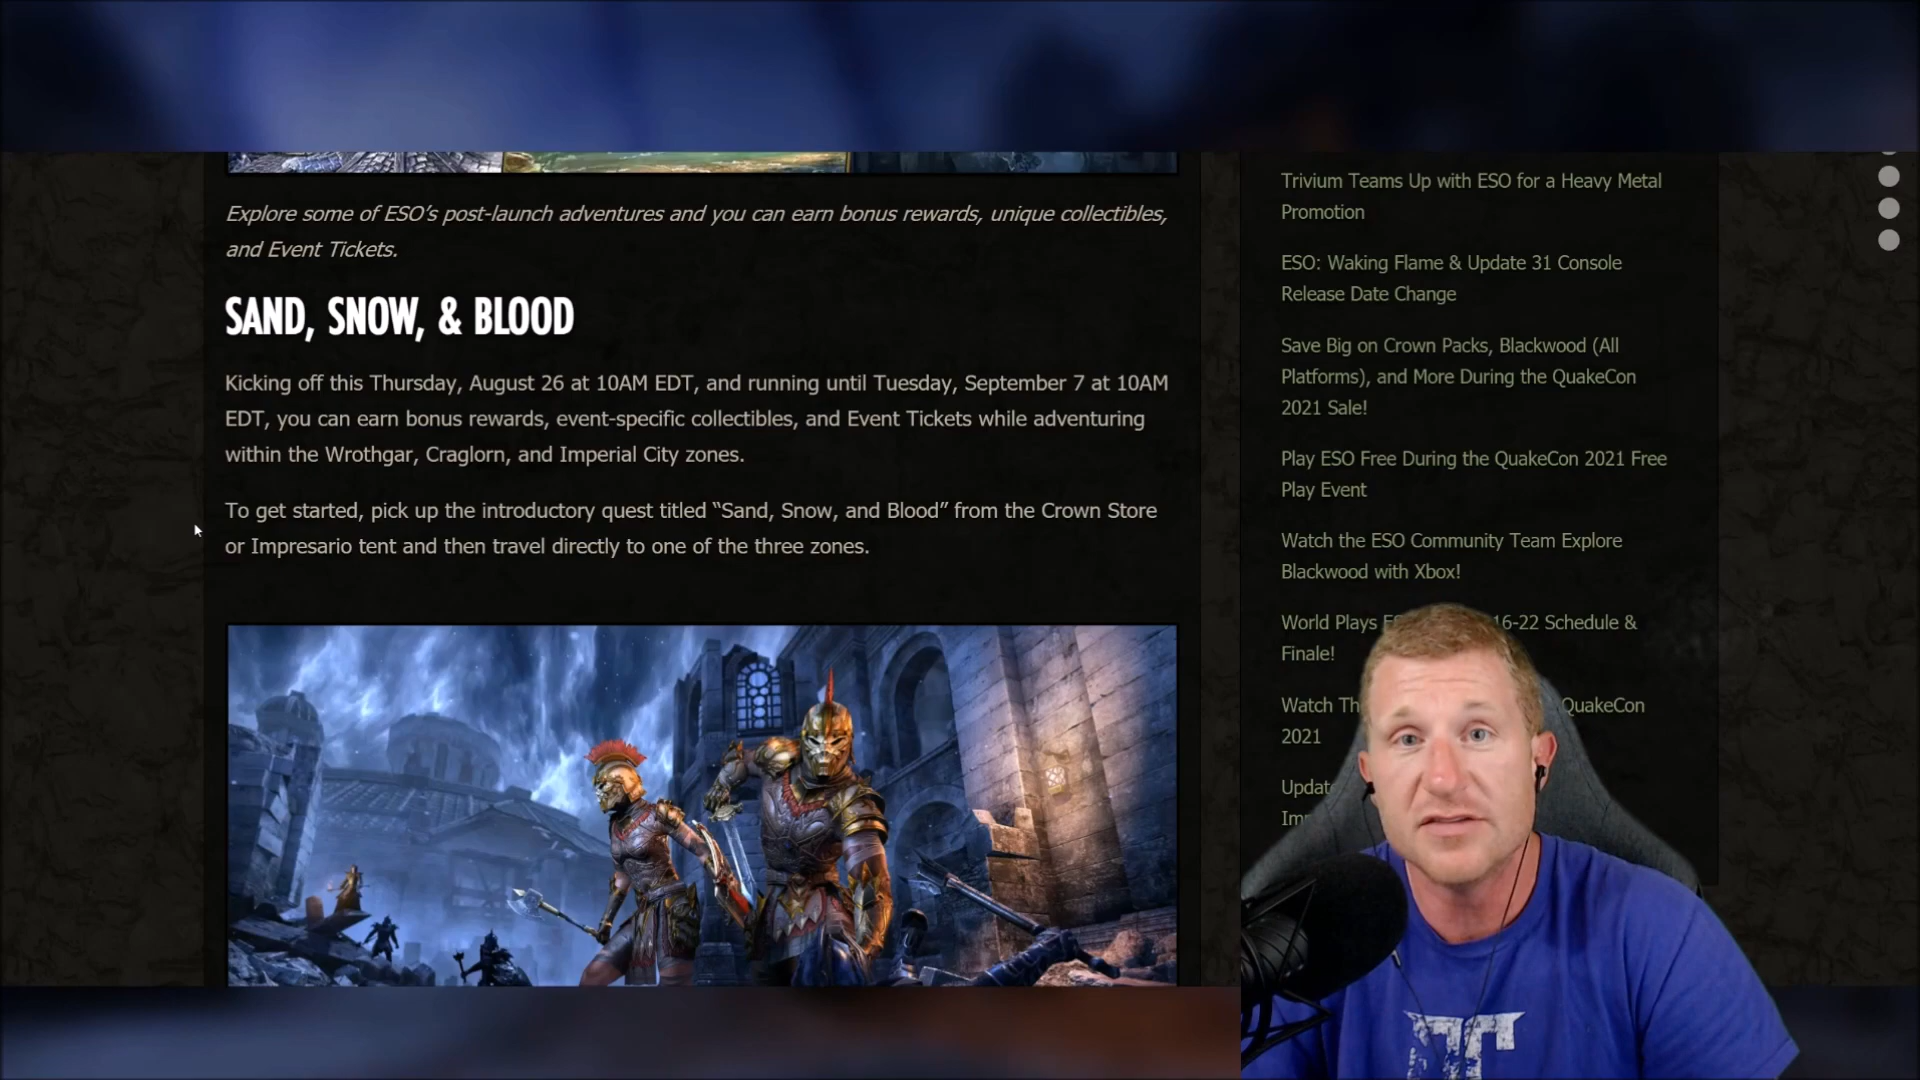 Explore some of ESO’s post-launch adventures and you can earn bonus rewards, unique collectibles,
and Event Tickets.
SAND, SNOW, & BLOOD
Kicking off this Thursday, August 26 at 10AM EDT, and running until Tuesday, September 7 at 10AM
EDT, you can earn bonus rewards, event-specific collectibles, and Event Tickets while adventuring
within the Wrothgar, Craglorn, and Imperial City zones.
To get started, pick up the introductory quest titled “Sand, Snow, and Blood” from the Crown Store
or Impresario tent and then travel directly to one of the three zones.
Trivium Teams Up with ESO for a Heavy Metal
Promotion
ESO: Waking Flame & Update 31 Console
Release Date Change
Save Big on Crown Packs, Blackwood (All
Platforms), and More During the QuakeCon
2021 Sale!
Play ESO Free During the QuakeCon 2021 Free
Play Event
Watch the ESO Community Team Explore
Blackwood with Xbox!
World Plays 16-22 Schedule &
Finale!
Watch QuakeCon
2021